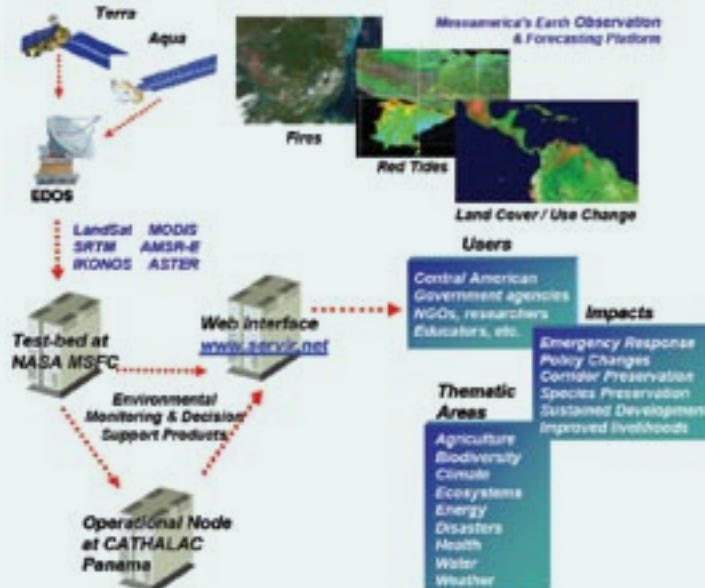 Terra
Aqua
Mesoamerica's Earth Observation
& Forecasting Platform
EDOS
Fires
Red Tides
Land Cover / Use Change
LandSat MODIS
SRTM AMSR-E
IKONOS ASTER
Users
Central American
Government agencies
NGOs, researchers
Educators, etc.
Test-bed at
NASA MSFC
Web Interface
www.servir.net
Impacts
Emergency Response
Policy Changes
Corridor Preservation
Species Preservation
Sustained Development
Improved livelihoods
Environmental
Monitoring & Decision
Support Products
Thematic
Areas
Agriculture
Biodiversity
Climate
Ecosystems
Energy
Disasters
Health
Water
Weather
Operational Node
at CATHALAC
Panama